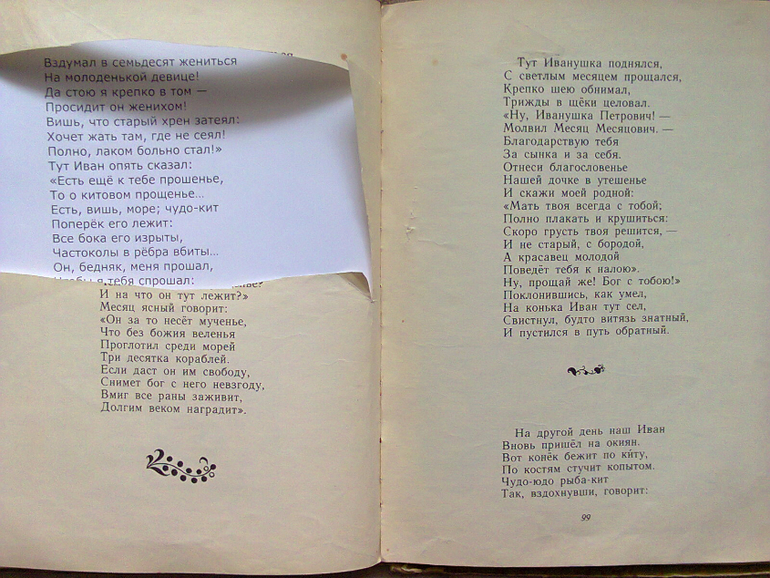 Вздумал в семьдесят жениться
На молоденькой девице!
Да стою я крепко в том —
Просидит он женихом!
Вишь, что старый хрен затеял:
Хочет жать там, где не сеял!
Полно, лаком больно стал!»
Тут Иван опять сказал:
«Есть ещё к тебе прошенье,
То о китовом прощенье...
Есть, вишь, море; чудо-кит
Поперёк его лежит:
Все бока его изрыты,
Частоколы в рёбра вбиты...
Он, бедняк, меня прошал,
Чтобы я тебя спрошал:
И на что он тут лежит?»
Месяц ясный говорит:
«Он за то несёт мученье,
Что без божия веленья
Проглотил среди морей
Три десятка кораблей.
Если даст он им свободу,
Снимет бог с него невзгоду,
Вмиг все раны заживит,
Долгим веком наградит».
Тут Иванушка поднялся,
С светлым месяцем прощался,
Крепко шею обнимал,
Трижды в щёки целовал.
«Ну, Иванушка Петрович! —
Молвил Месяц Месяцович. —
Благодарствую тебя
За сынка и за себя.
Отнеси благословенье
Нашей дочке в утешенье
И скажи моей родной:
«Мать твоя всегда с тобой;
Полно плакать и крушиться:
Скоро грусть твоя решится, —
И не старый, с бородой,
А красавец молодой
Поведёт тебя к налою».
Ну, прощай же! Бог с тобою!»
Поклонившись, как умел,
На конька Иван тут сел,
Свистнул, будто витязь знатный,
И пустился в путь обратный.
На другой день наш Иван
Вновь пришёл на окиян.
Вот конёк бежит по ки́ту,
По костям стучит копытом.
Чудо-юдо рыба-кит
Так, вздохнувши, говорит:
99